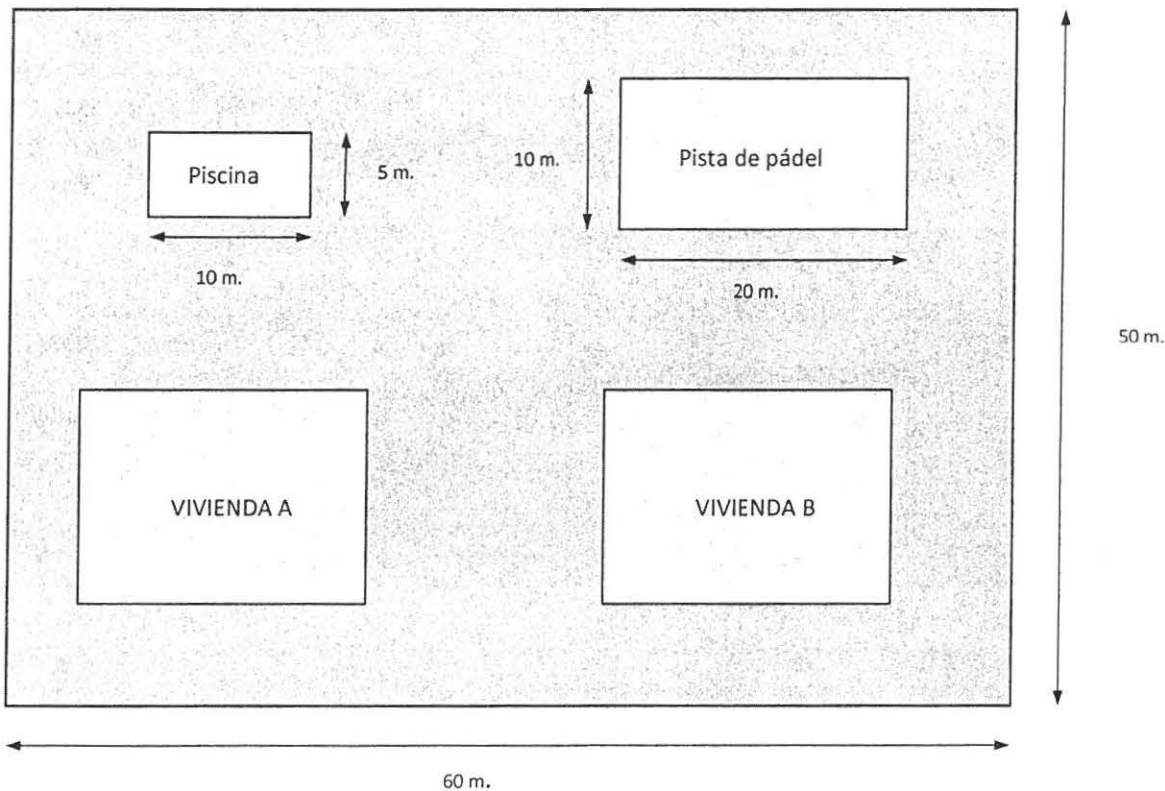 Piscina
5 m.
10 m.
10 m.
Pista de pádel
20 m.
50 m.
VIVIENDA A
VIVIENDA B
60 m.